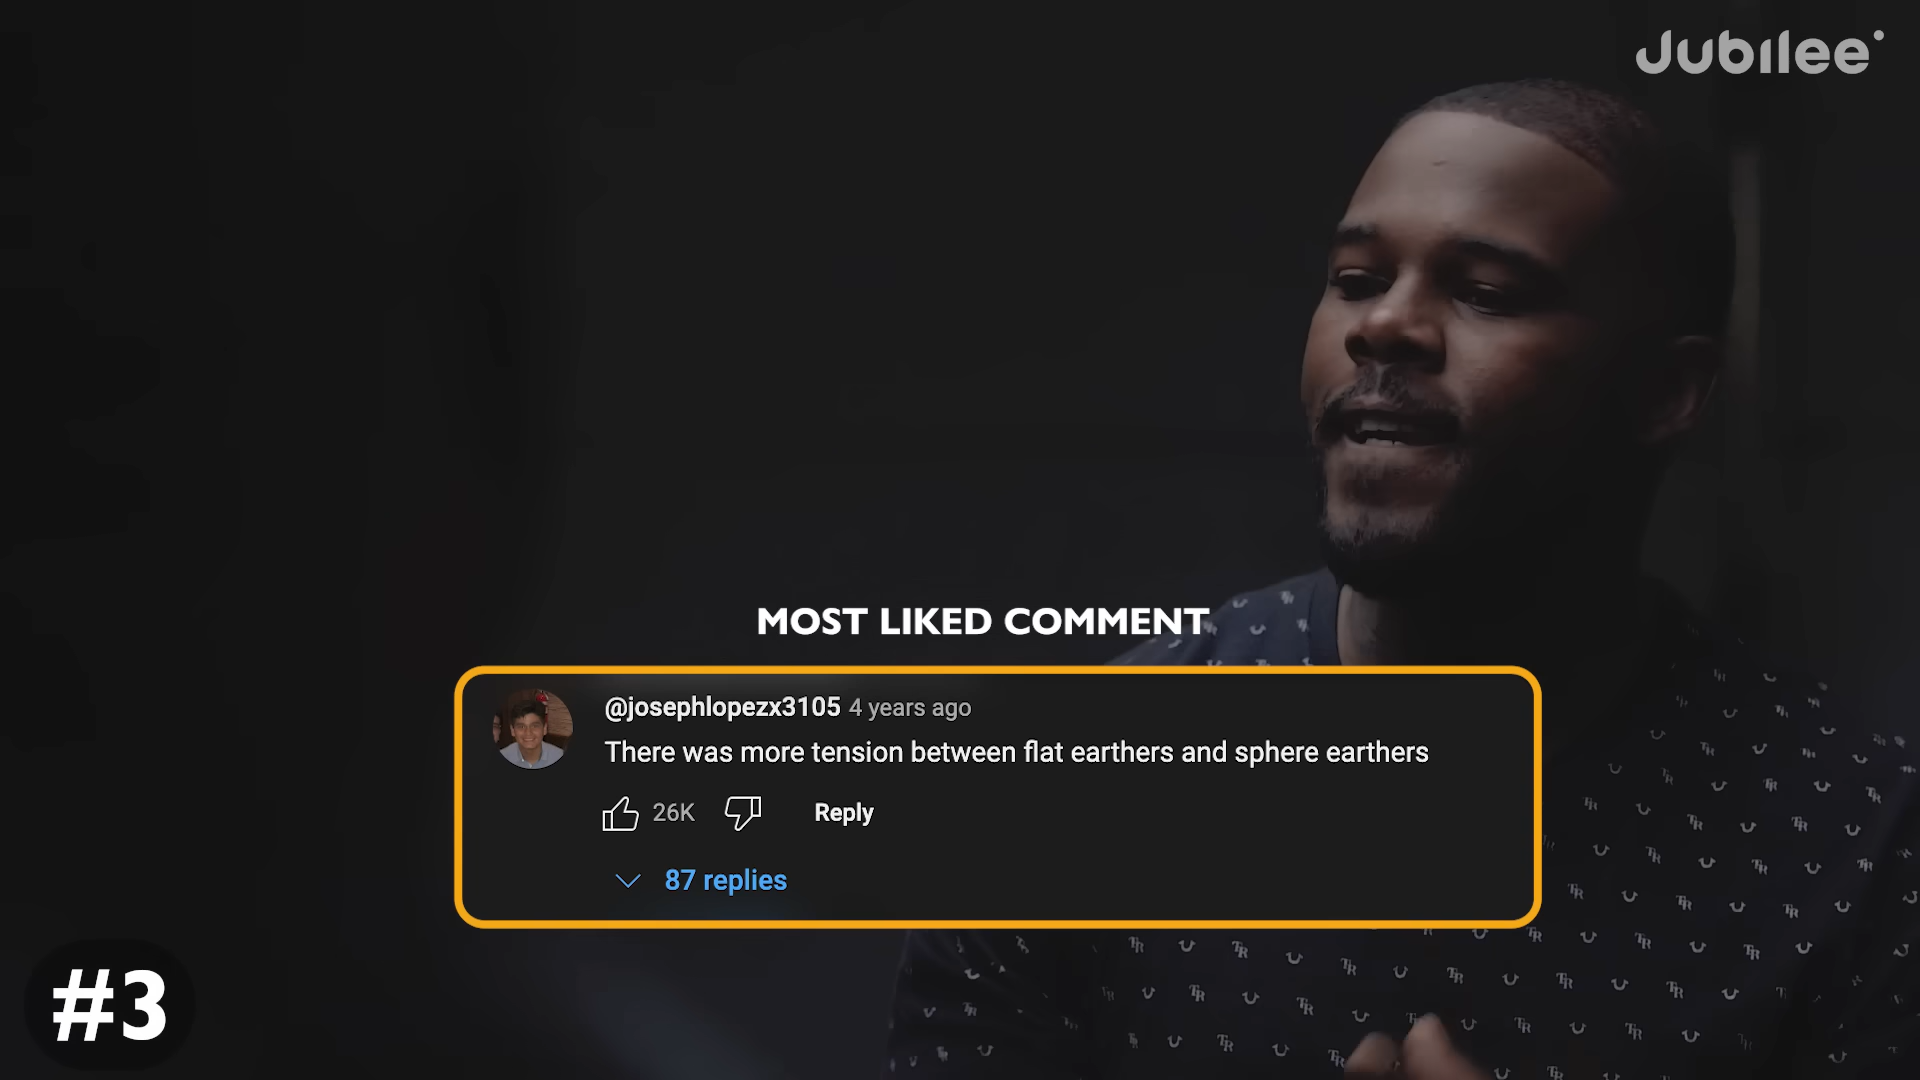 Jubilee
MOST LIKED COMMENT
@josephlopezx3105 4 years ago
There was more tension between flat earthers and sphere earthers
26K Reply
87 replies
#3